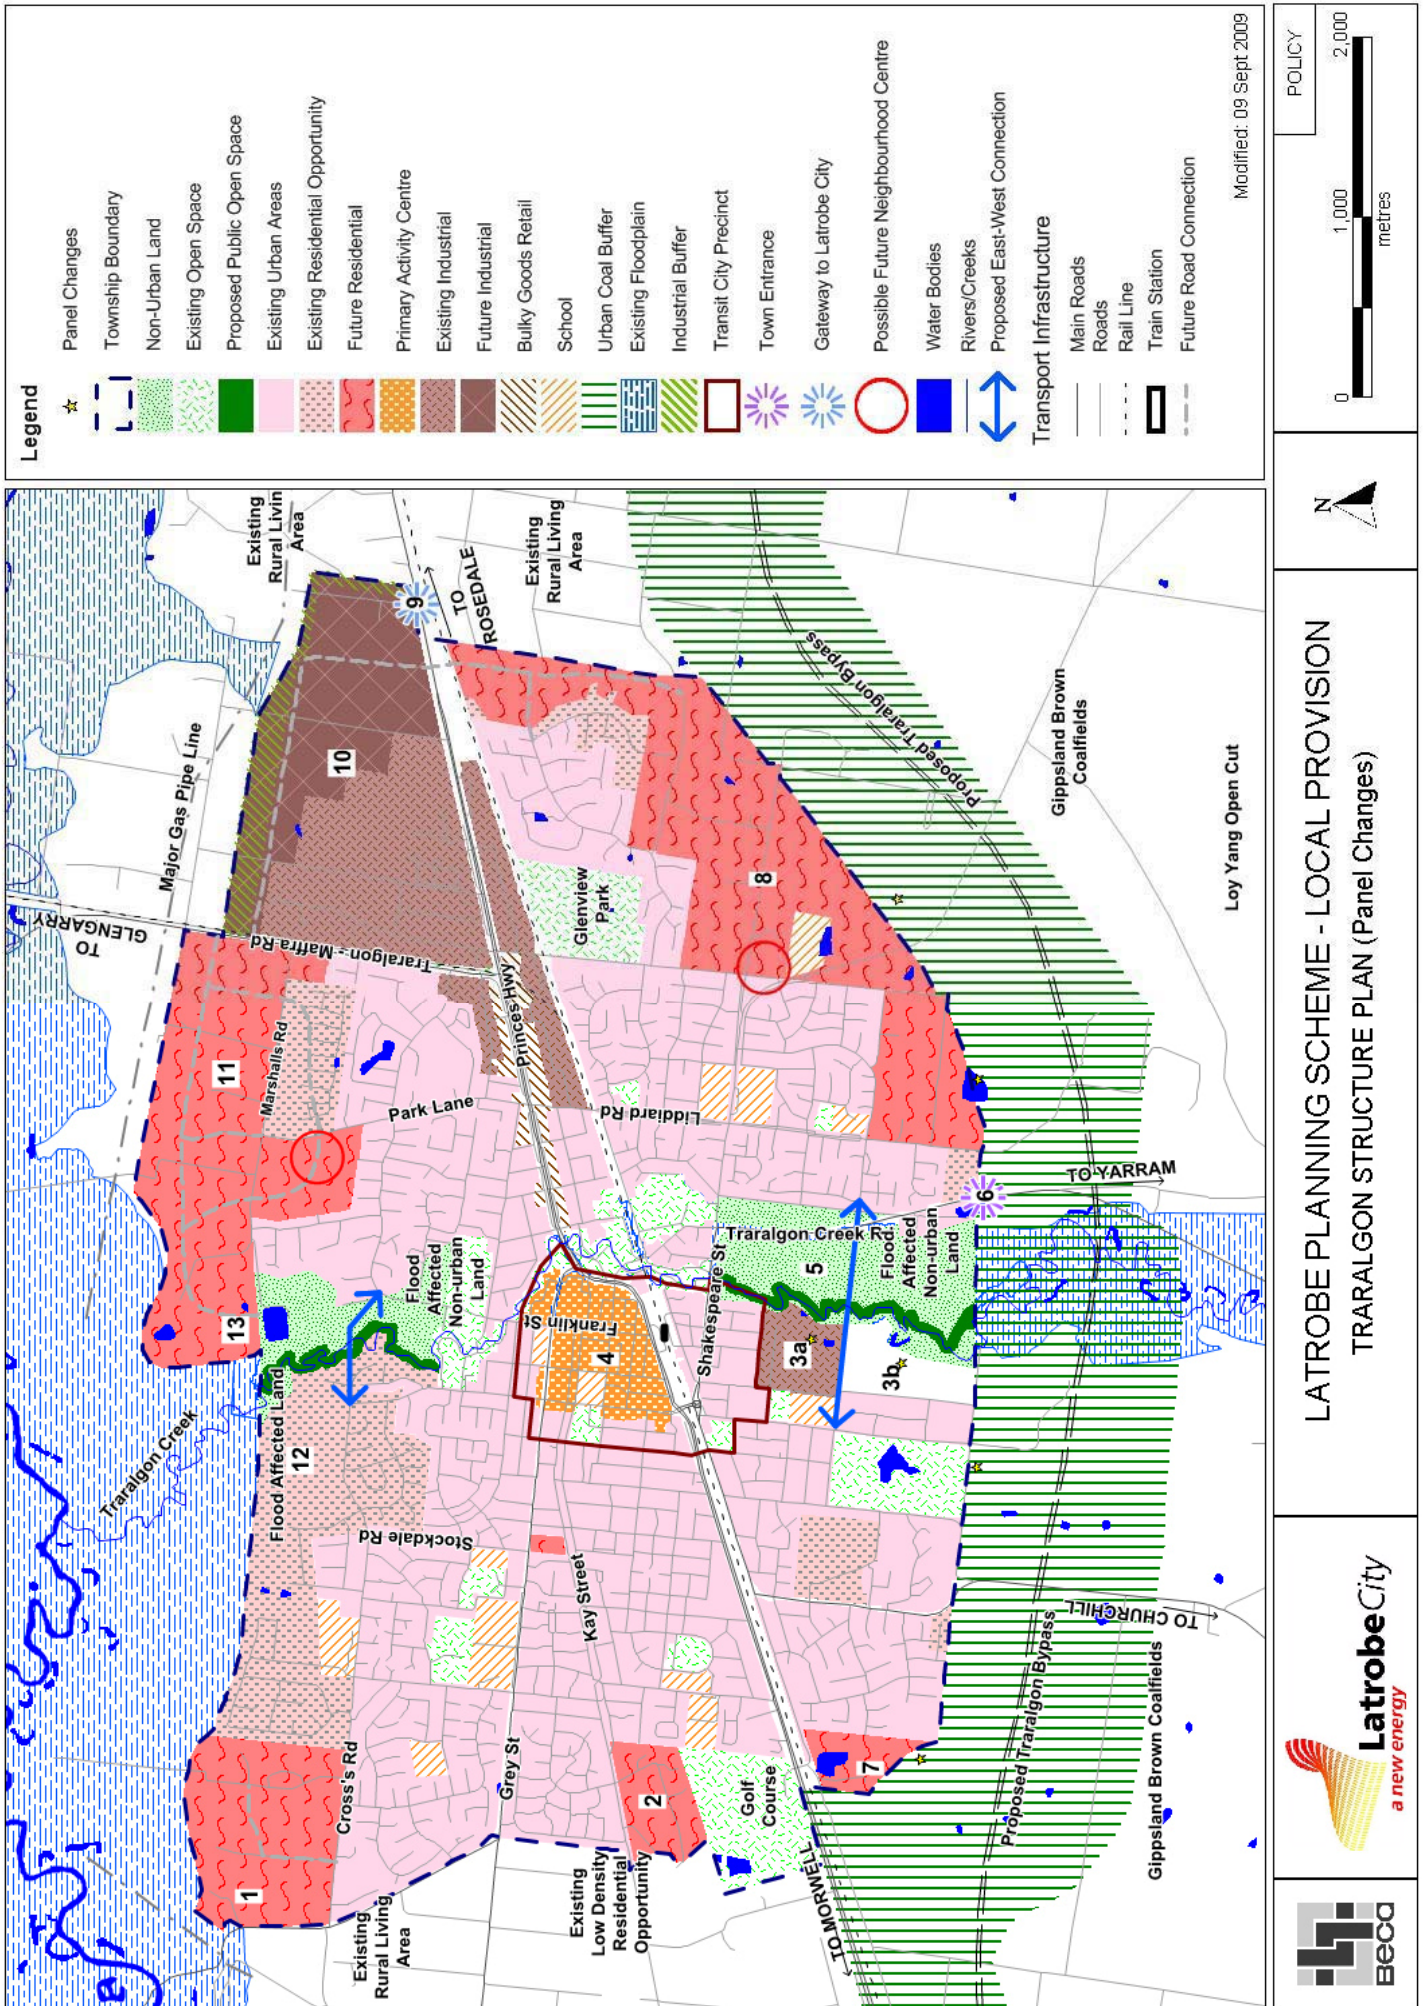 Legend
Panel Changes
Township Boundary
Non-Urban Land
Existing Open Space
Proposed Public Open Space
Existing Urban Areas
Existing Residential Opportunity
Future Residential
Primary Activity Centre
Existing Industrial
Future Industrial
Bulky Goods Retail
School
Urban Coal Buffer
Existing Floodplain
Industrial Buffer
Transit City Precinct
Town Entrance
Gateway to Latrobe City
Possible Future Neighbourhood Centre
Water Bodies
Rivers/Creeks
Proposed East-West Connection
Transport Infrastructure
Main Roads
Roads
Rail Line
Train Station
Future Road Connection
Modified: 09 Sept 2009
Existing
Rural Livin
Area
Major Gas Pipe Line
TO
GLENGARRY
Traralgon - Maffra Rd
TO
ROSEDALE
Existing
Rural Living
Area
9
10
11
Marshalls Rd
Park Lane
Princes Hwy
Glenview
Park
Liddiard Rd
8
Proposed Traralgon Bypass
Gippsland Brown
Coalfields
Loy Yang Open Cut
13
Flood
Affected
Non-urban
Land
Traralgon Creek
Flood Affected Land
12
Franklin St
4
Shakespeare St
Traralgon Creek Rd
5
Flood
Affected
Non-urban
Land
6
TO YARRAM
3a
3b
Stockdale Rd
Kay Street
Grey St
Cross's Rd
1
2
Golf
Course
7
Existing
Rural Living
Area
Existing
Low Density
Residential
Opportunity
TO MORWELL
TO CHURCHILL
Proposed Traralgon Bypass
Gippsland Brown Coalfields
Beca
LatrobeCity
a new energy
LATROBE PLANNING SCHEME - LOCAL PROVISION
TRARALGON STRUCTURE PLAN (Panel Changes)
N
POLICY
0
1,000
2,000
metres